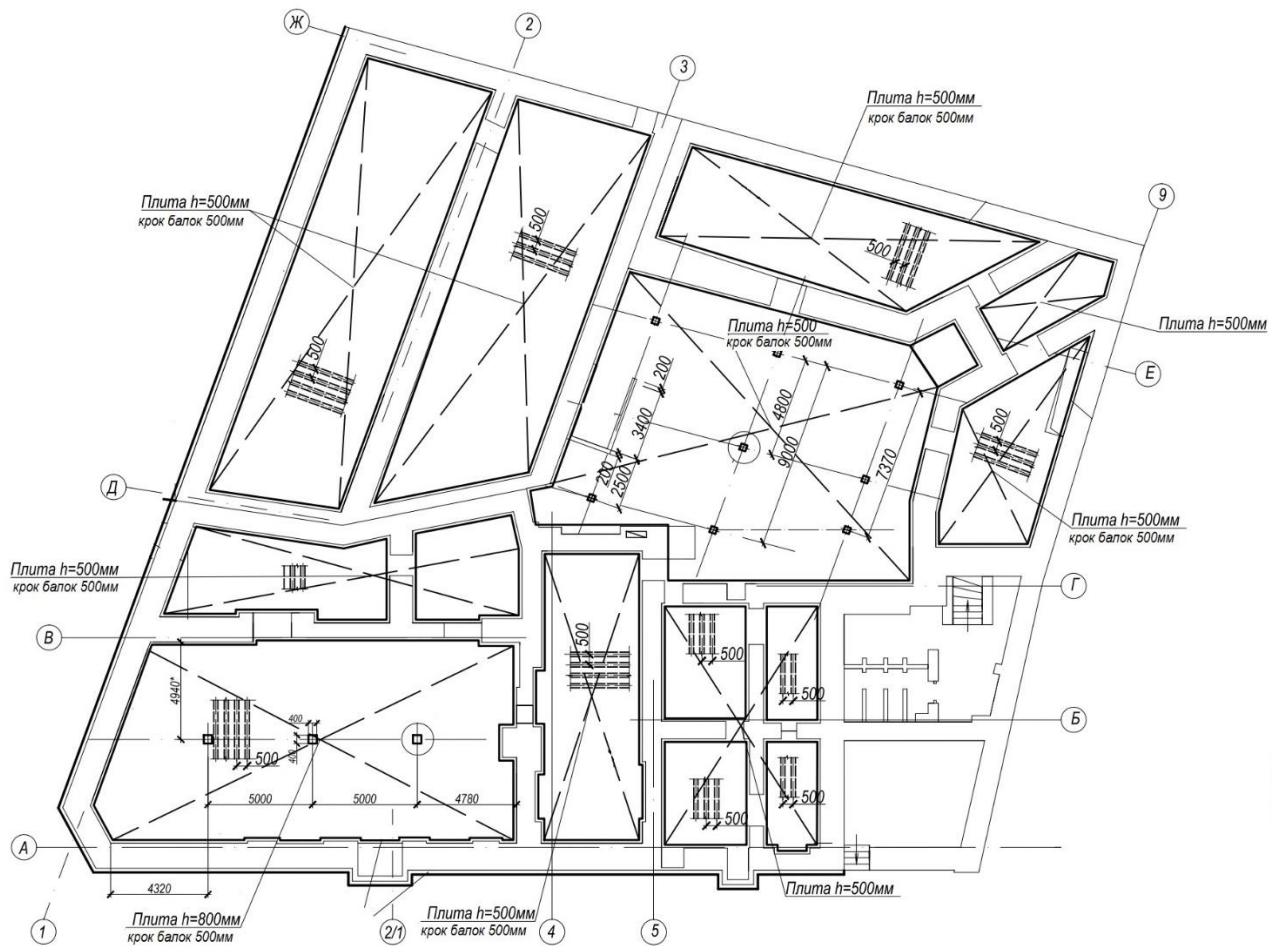 Ж
2
3
Плита h=500мм
крок балок 500мм
9
Плита h=500мм
крок балок 500мм
500
500
500
Плита h=500мм
Плита h=500
крок балок 500мм
Е
200
3400
4800
9000
7370
500
500
200
2500
Д
Плита h=500мм
крок балок 500мм
Плита h=500мм
крок балок 500мм
Г
В
500
500
500
4940*
400
400
500
Б
5000
5000
4780
500
500
А
4320
Плита h=800мм
крок балок 500мм
Плита h=500мм
крок балок 500мм
Плита h=500мм
1
2/1
4
5